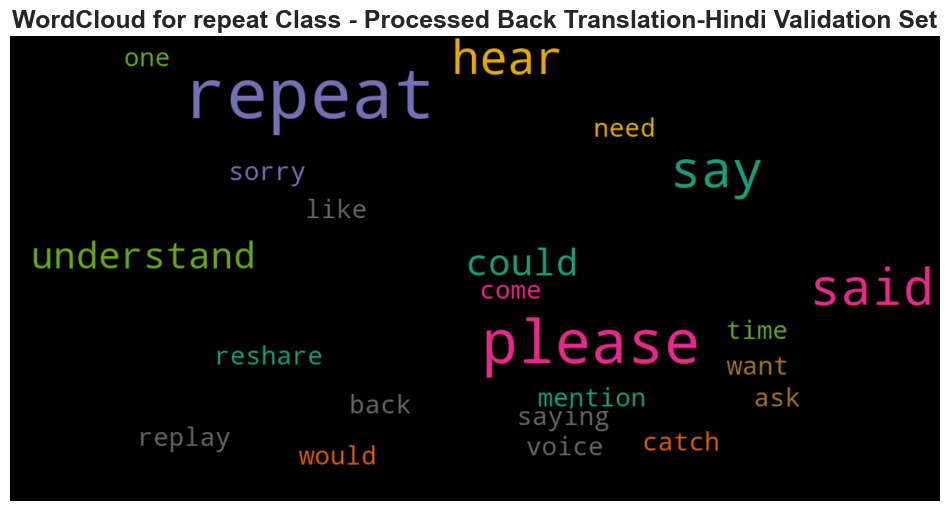 WordCloud for repeat Class - Processed Back Translation-Hindi Validation Set
one
hear
repeat
need
sorry
say
like
understand
could
come
said
please
time
reshare
want
back
mention
ask
saying
replay
voice
catch
would